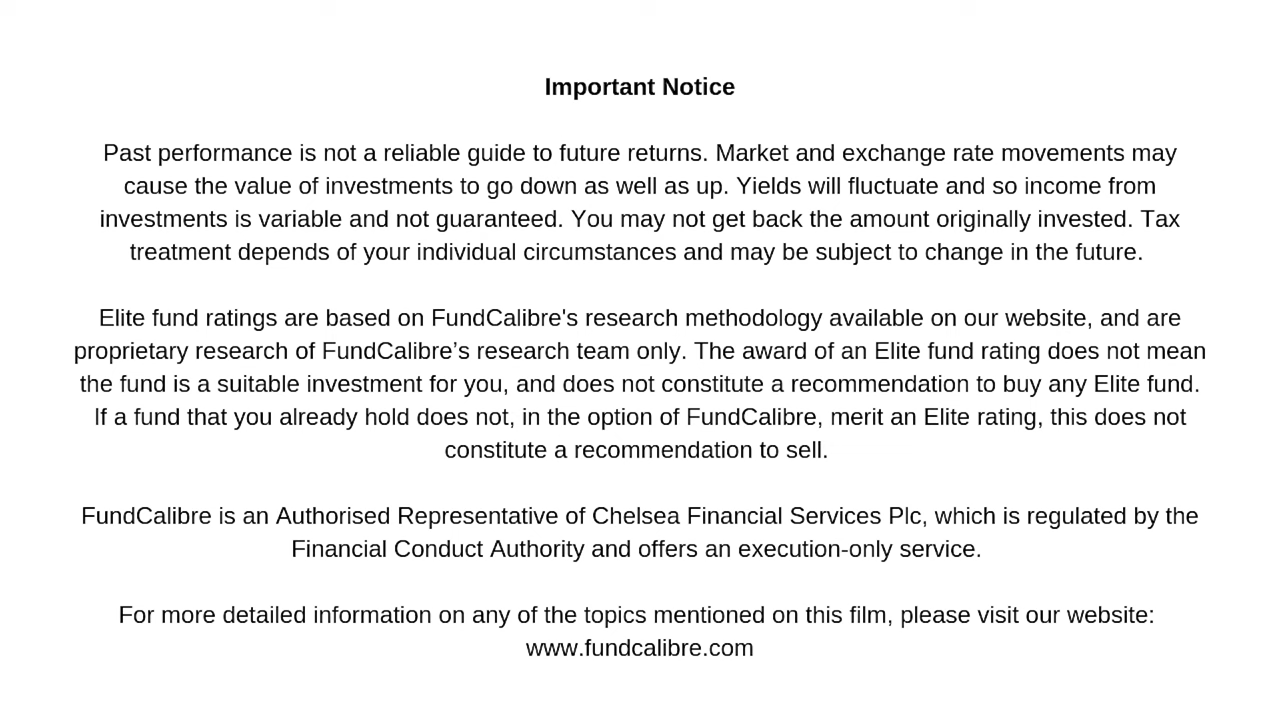 Important Notice
Past performance is not a reliable guide to future returns. Market and exchange rate movements may
cause the value of investments to go down as well as up. Yields will fluctuate and so income from
investments is variable and not guaranteed. You may not get back the amount originally invested. Tax
treatment depends of your individual circumstances and may be subject to change in the future.
Elite fund ratings are based on FundCalibre's research methodology available on our website, and are
proprietary research of FundCalibre’s research team only. The award of an Elite fund rating does not mean
the fund is a suitable investment for you, and does not constitute a recommendation to buy any Elite fund.
If a fund that you already hold does not, in the option of FundCalibre, merit an Elite rating, this does not
constitute a recommendation to sell.
FundCalibre is an Authorised Representative of Chelsea Financial Services Plc, which is regulated by the
Financial Conduct Authority and offers an execution-only service.
For more detailed information on any of the topics mentioned on this film, please visit our website:
www.fundcalibre.com